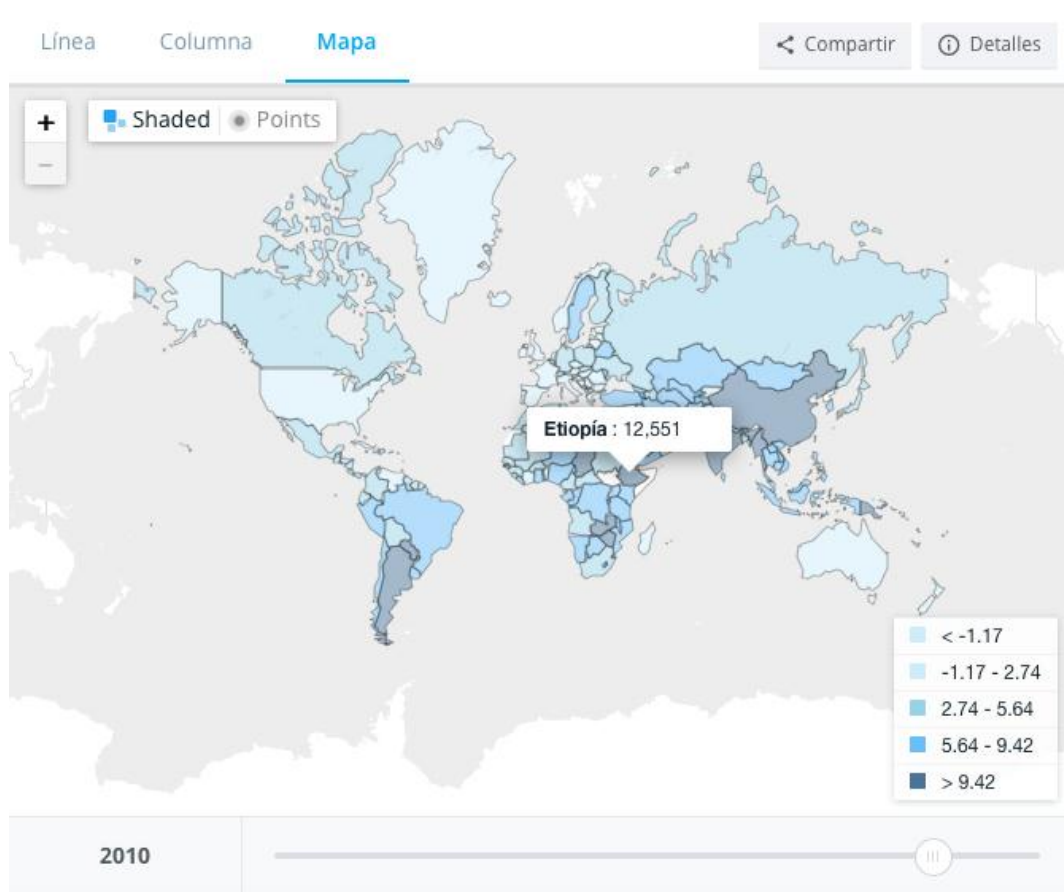 Línea Columna Mapa Compartir Detalles
+ Shaded Points
−
Etiopía : 12,551
< -1.17
-1.17 - 2.74
2.74 - 5.64
5.64 - 9.42
> 9.42
2010